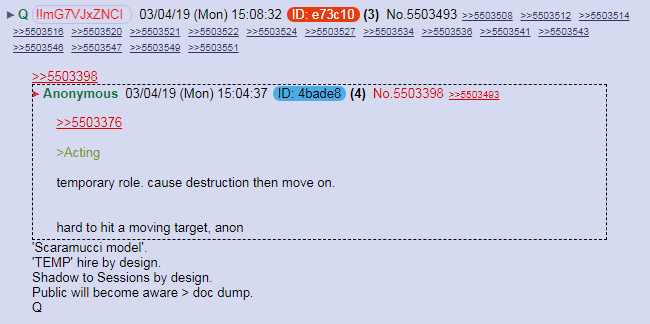 ► Q !!mG7VJxZNCI 03/04/19 (Mon) 15:08:32 ID: e73c10 (3) No.5503493 >>5503508 >>5503512 >>5503514
>>5503516 >>5503520 >>5503521 >>5503522 >>5503524 >>5503527 >>5503534 >>5503536 >>5503541 >>5503543
>>5503546 >>5503547 >>5503549 >>5503551
>>5503398
► Anonymous 03/04/19 (Mon) 15:04:37 ID: 4bade8 (4) No.5503398 >>5503493
>>5503376
>Acting
temporary role. cause destruction then move on.
hard to hit a moving target, anon
'Scaramucci model'.
'TEMP' hire by design.
Shadow to Sessions by design.
Public will become aware > doc dump.
Q